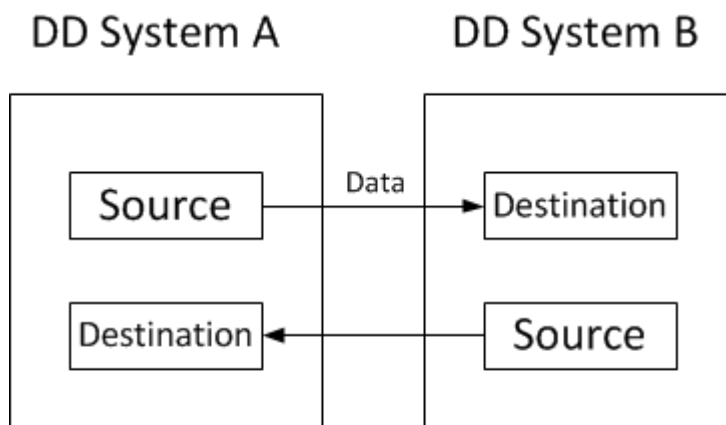 DD System A
DD System B
Source
Data
Destination
Destination
Source